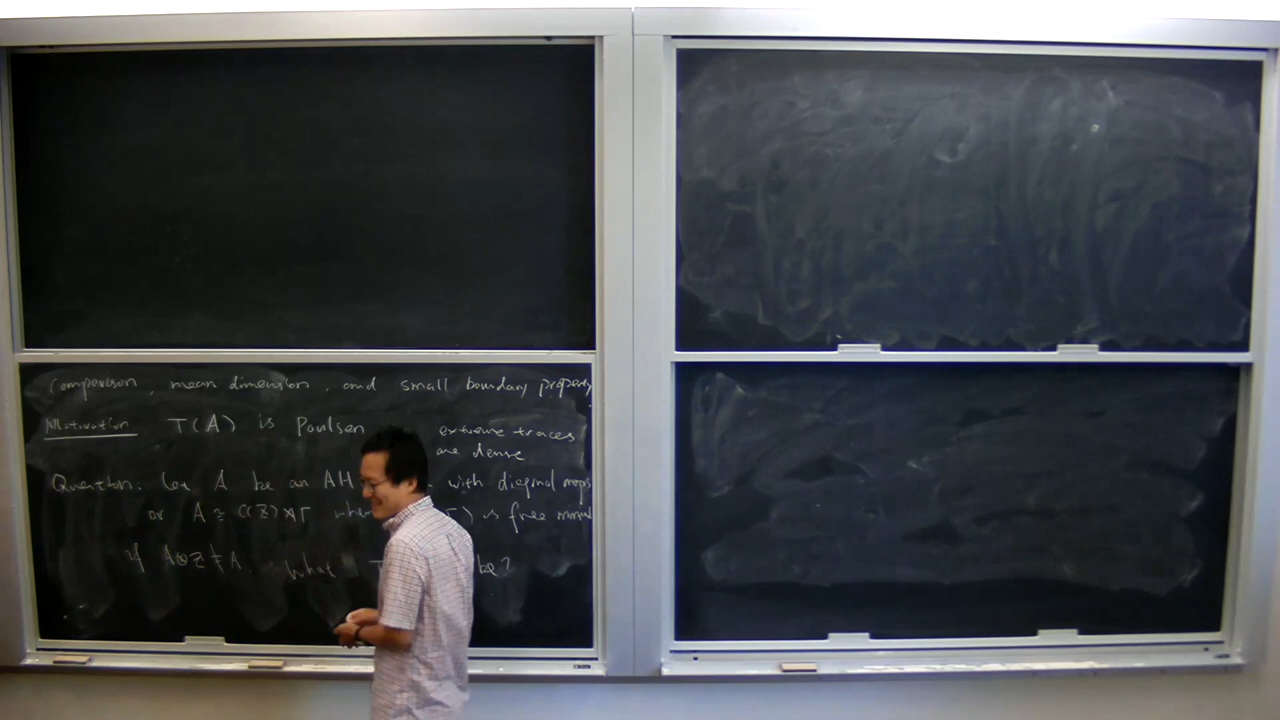 Comparison, mean dimension, and small boundary property
Motivation T(A) is Poulsen extreme traces
are dense
Question: Let A be an AH with diagonal maps
or A ≅ C(Z)⋊Γ where Γ) is free minimal
If A⊗Z≇A. What T be?